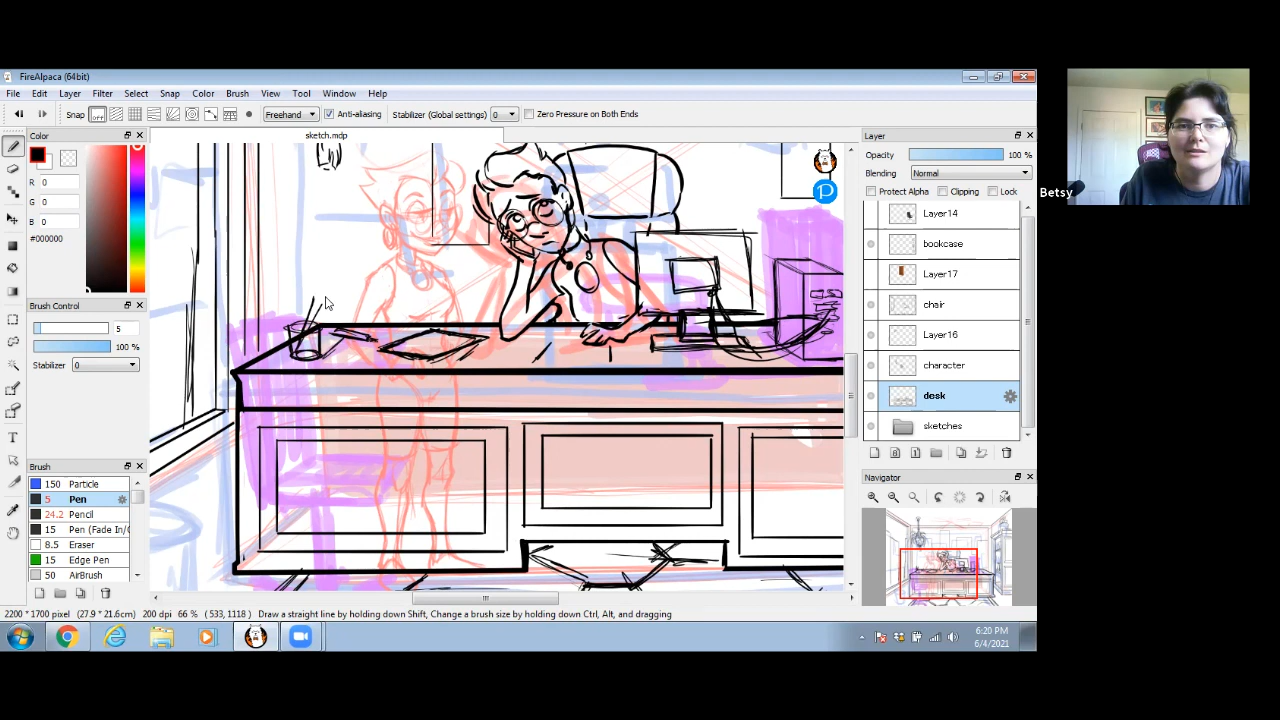 FireAlpaca (64bit)
File Edit Layer Filter Select Snap Color Brush View Tool Window Help
Snap OFF Freehand Anti-aliasing Stabilizer (Global settings) 0 Zero Pressure on Both Ends
Color
R 0
G 0
B 0
#000000
Brush Control
5
100 %
Stabilizer 0
Brush
150 Particle
5 Pen
24.2 Pencil
15 Pen (Fade In/O
8.5 Eraser
15 Edge Pen
50 AirBrush
sketch.mdp
Layer
Opacity 100 %
Blending Normal
Protect Alpha Clipping Lock
Layer14
bookcase
Layer17
chair
Layer16
character
desk
sketches
Navigator
2200 * 1700 pixel (27.9 * 21.6cm) 200 dpi 66 % ( 533,1118 ) Draw a straight line by holding down Shift, Change a brush size by holding down Ctrl, Alt, and dragging
6:20 PM
6/4/2021
Betsy